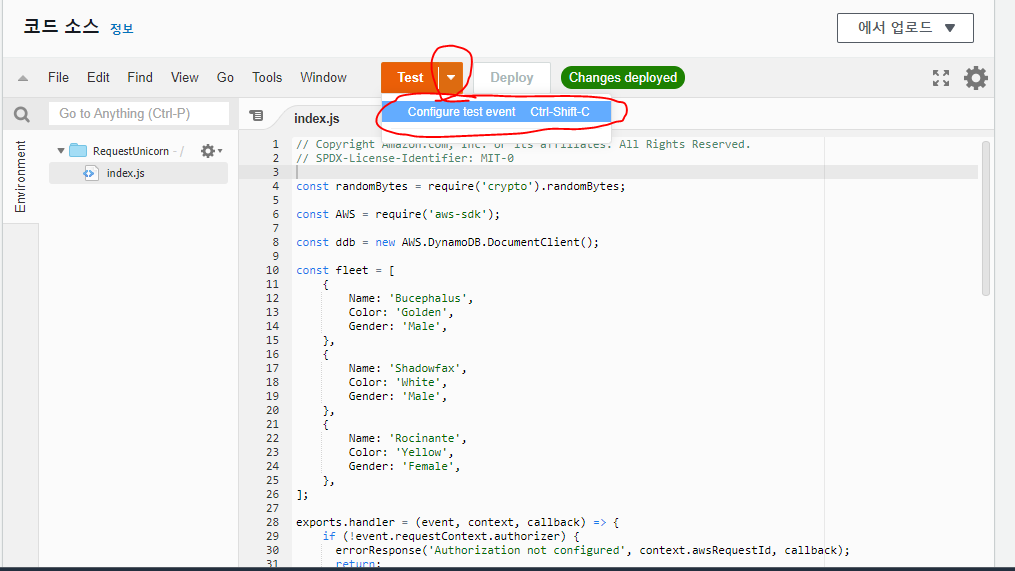 코드 소스 정보
에서 업로드
File Edit Find View Go Tools Window Test Deploy Changes deployed
Go to Anything (Ctrl-P)
index.js
Configure test event Ctrl-Shift-C
Environment
RequestUnicorn - /
index.js
1 // Copyright Amazon.com, Inc. or its affiliates. All Rights Reserved.
2 // SPDX-License-Identifier: MIT-0
3
4 const randomBytes = require('crypto').randomBytes;
5
6 const AWS = require('aws-sdk');
7
8 const ddb = new AWS.DynamoDB.DocumentClient();
9
10 const fleet = [
11 {
12 Name: 'Bucephalus',
13 Color: 'Golden',
14 Gender: 'Male',
15 },
16 {
17 Name: 'Shadowfax',
18 Color: 'White',
19 Gender: 'Male',
20 },
21 {
22 Name: 'Rocinante',
23 Color: 'Yellow',
24 Gender: 'Female',
25 },
26 ];
27
28 exports.handler = (event, context, callback) => {
29 if (!event.requestContext.authorizer) {
30 errorResponse('Authorization not configured', context.awsRequestId, callback);
31 return;